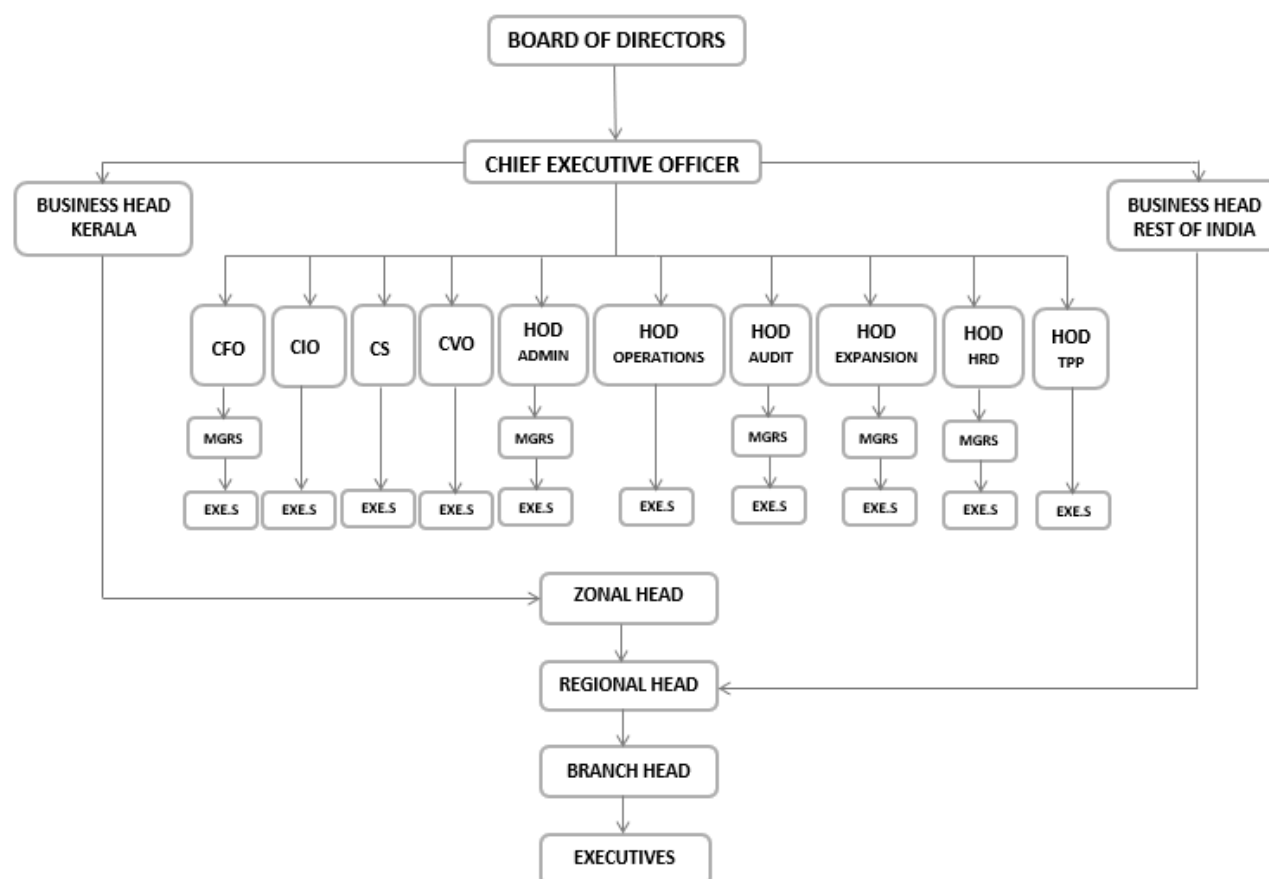 BOARD OF DIRECTORS
CHIEF EXECUTIVE OFFICER
BUSINESS HEAD
KERALA
BUSINESS HEAD
REST OF INDIA
CFO
CIO
CS
CVO
HOD
ADMIN
HOD
OPERATIONS
HOD
AUDIT
HOD
EXPANSION
HOD
HRD
HOD
TPP
MGRS
MGRS
MGRS
MGRS
MGRS
EXE.S
EXE.S
EXE.S
EXE.S
EXE.S
EXE.S
EXE.S
EXE.S
EXE.S
EXE.S
ZONAL HEAD
REGIONAL HEAD
BRANCH HEAD
EXECUTIVES